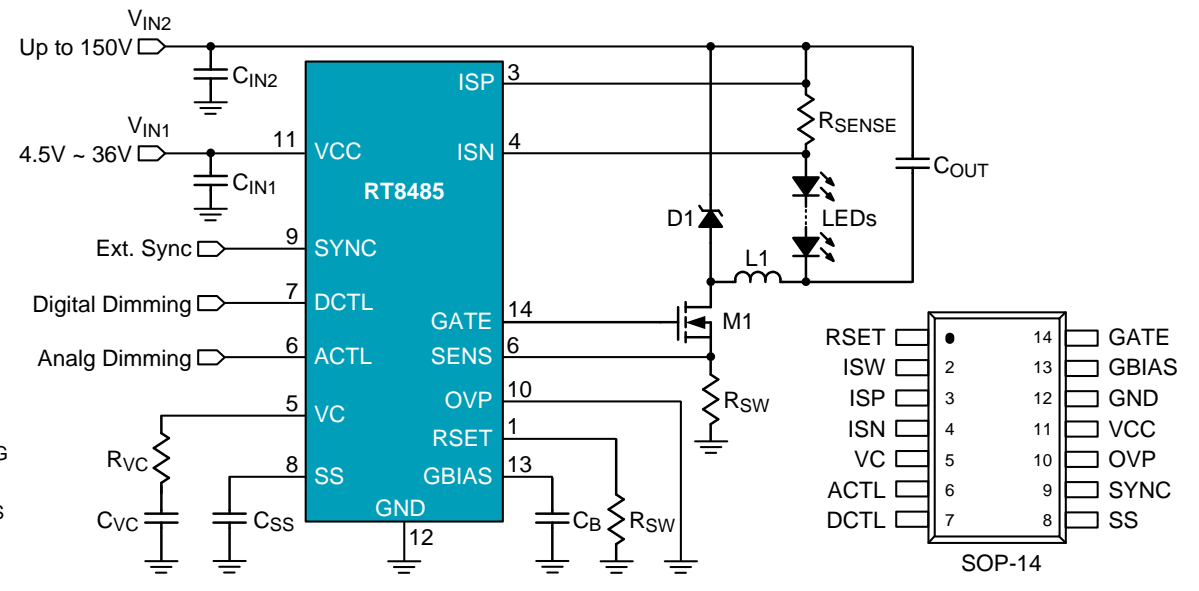 VIN2
Up to 150V
CIN2
VIN1
4.5V ~ 36V
CIN1
Ext. Sync
Digital Dimming
Analg Dimming
RVC
CVC
CSS
G
S
11
9
7
6
5
8
VCC
SYNC
DCTL
ACTL
VC
SS
RT8485
ISP
ISN
GATE
SENS
OVP
RSET
GBIAS
GND
3
4
14
6
10
1
13
12
RSENSE
LEDs
COUT
D1
L1
M1
RSW
CB
RSW
RSET 14 GATE
ISW 2 13 GBIAS
ISP 3 12 GND
ISN 4 11 VCC
VC 5 10 OVP
ACTL 6 9 SYNC
DCTL 7 8 SS
SOP-14